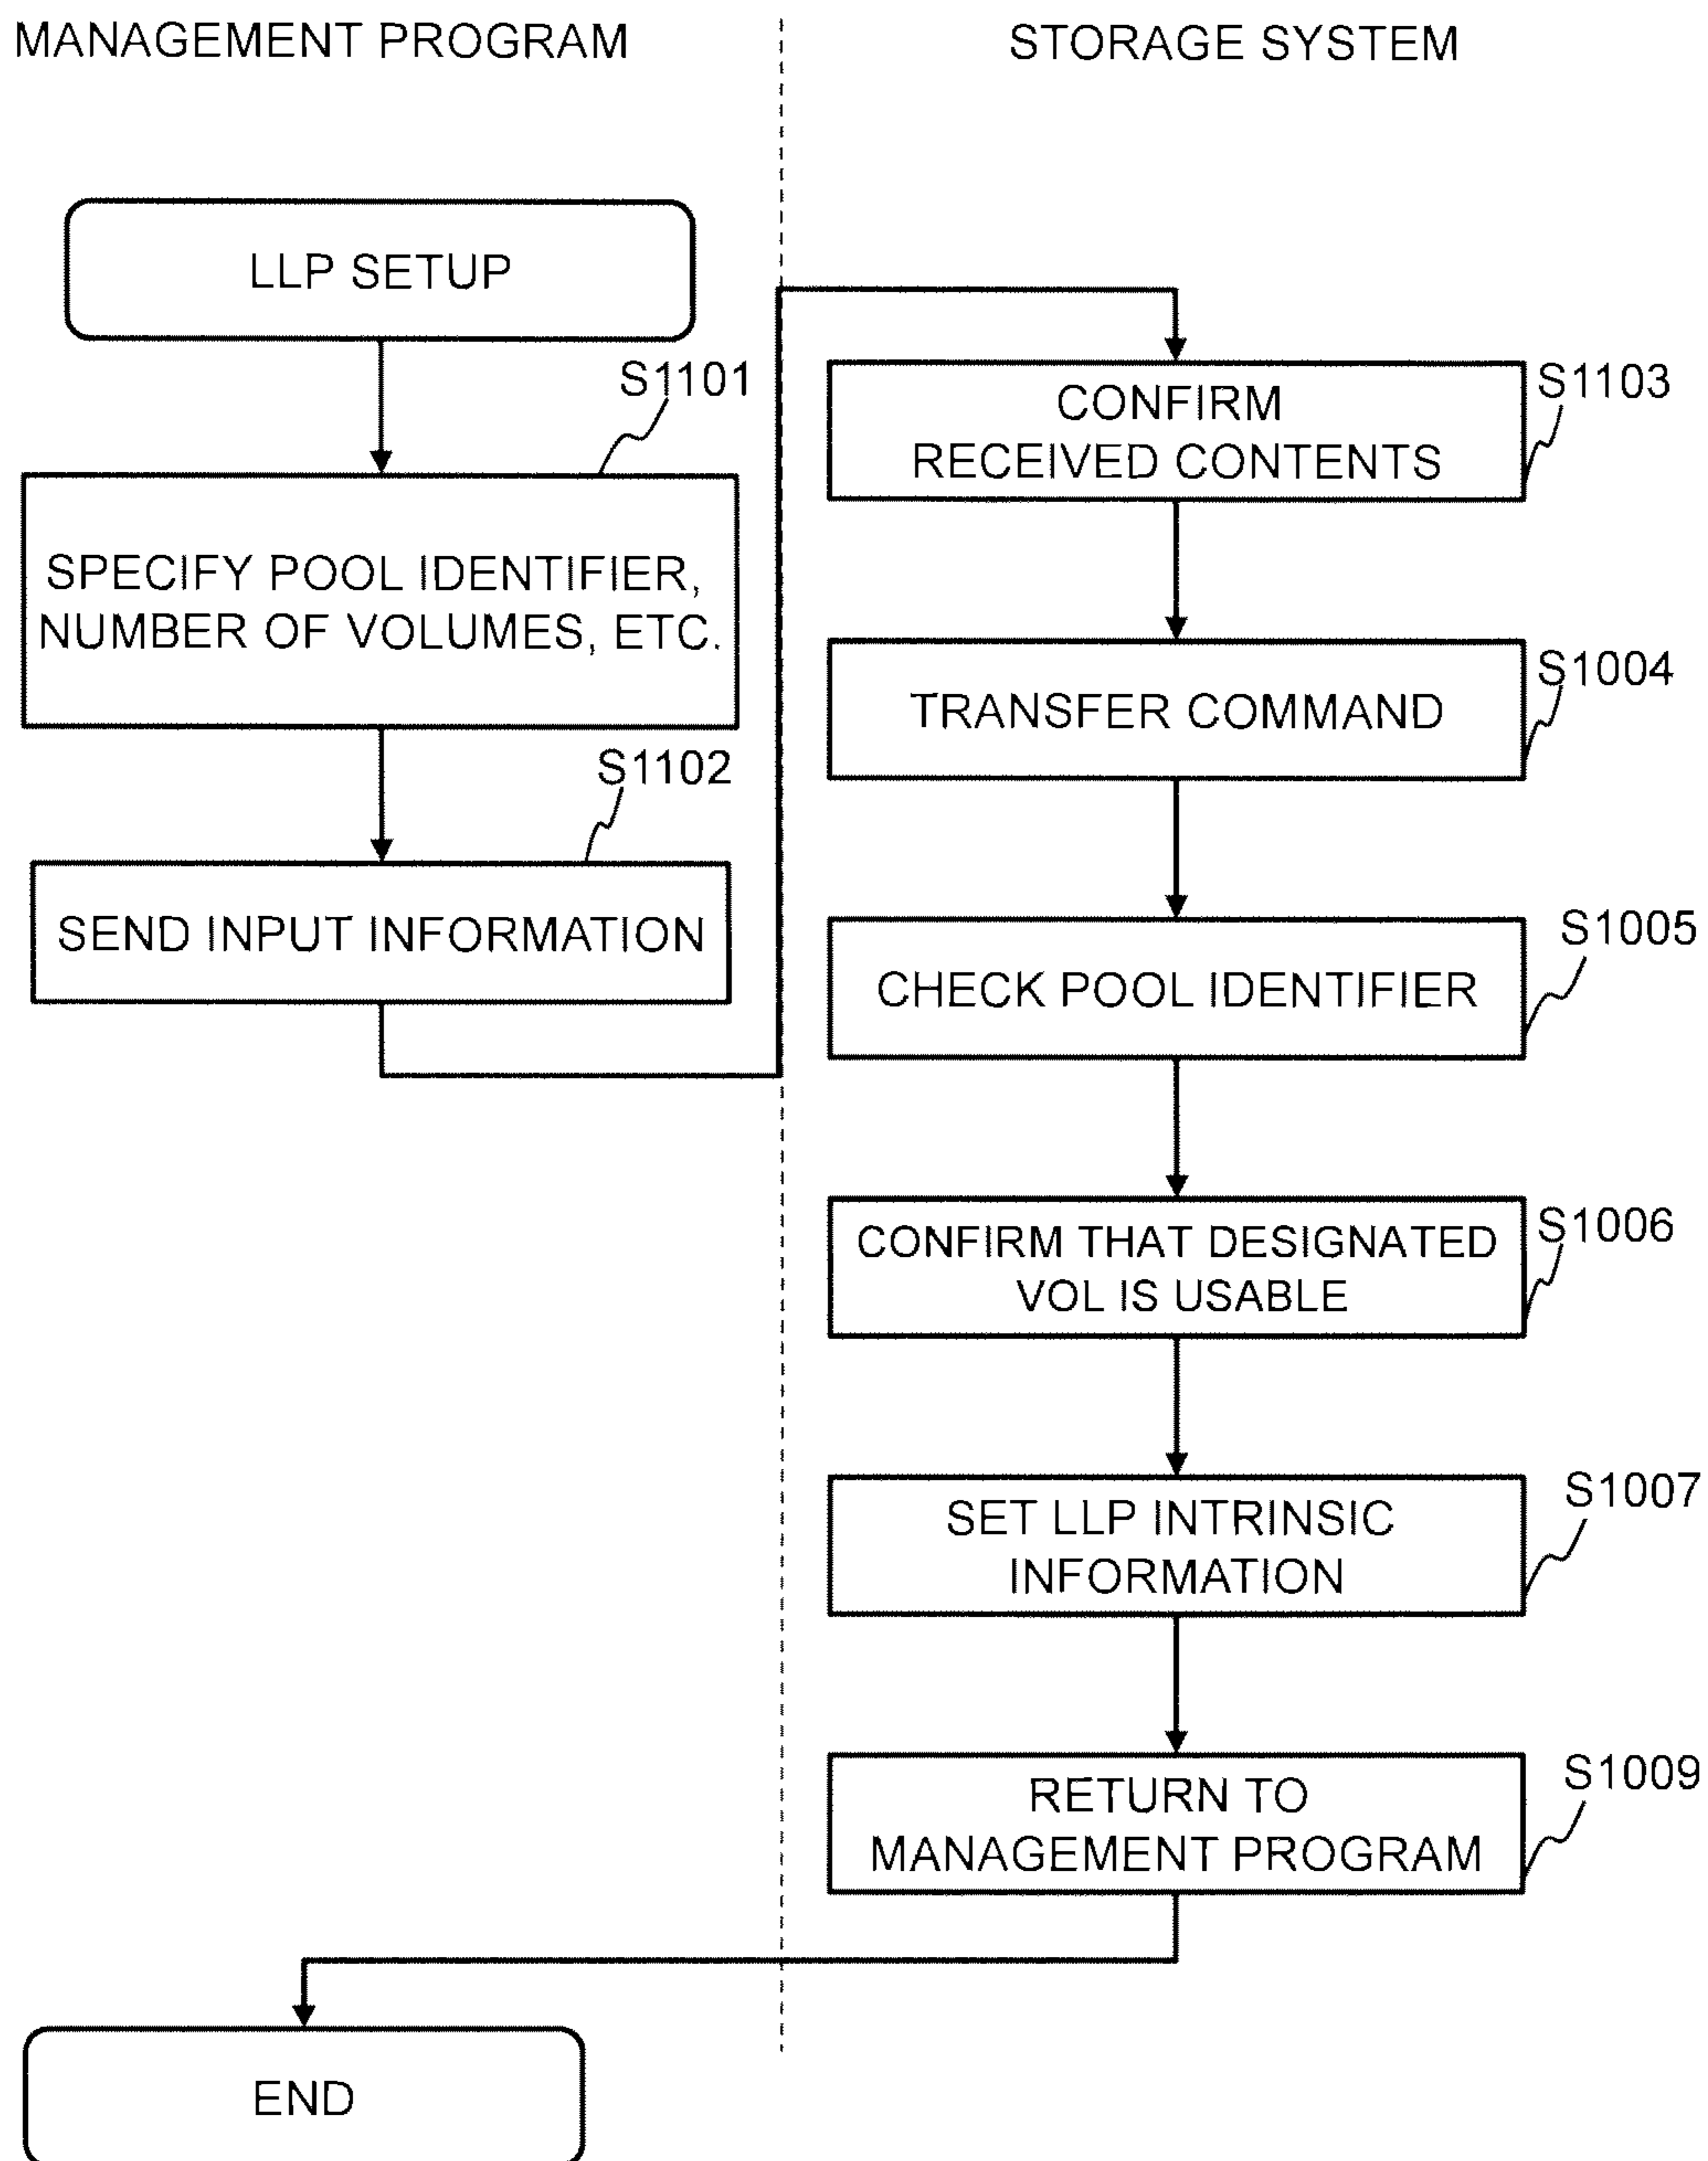 MANAGEMENT PROGRAM
STORAGE SYSTEM
LLP SETUP
S1101
SPECIFY POOL IDENTIFIER,
NUMBER OF VOLUMES, ETC.
S1102
SEND INPUT INFORMATION
CONFIRM
RECEIVED CONTENTS
S1103
TRANSFER COMMAND
S1004
CHECK POOL IDENTIFIER
S1005
CONFIRM THAT DESIGNATED
VOL IS USABLE
S1006
SET LLP INTRINSIC
INFORMATION
S1007
RETURN TO
MANAGEMENT PROGRAM
S1009
END